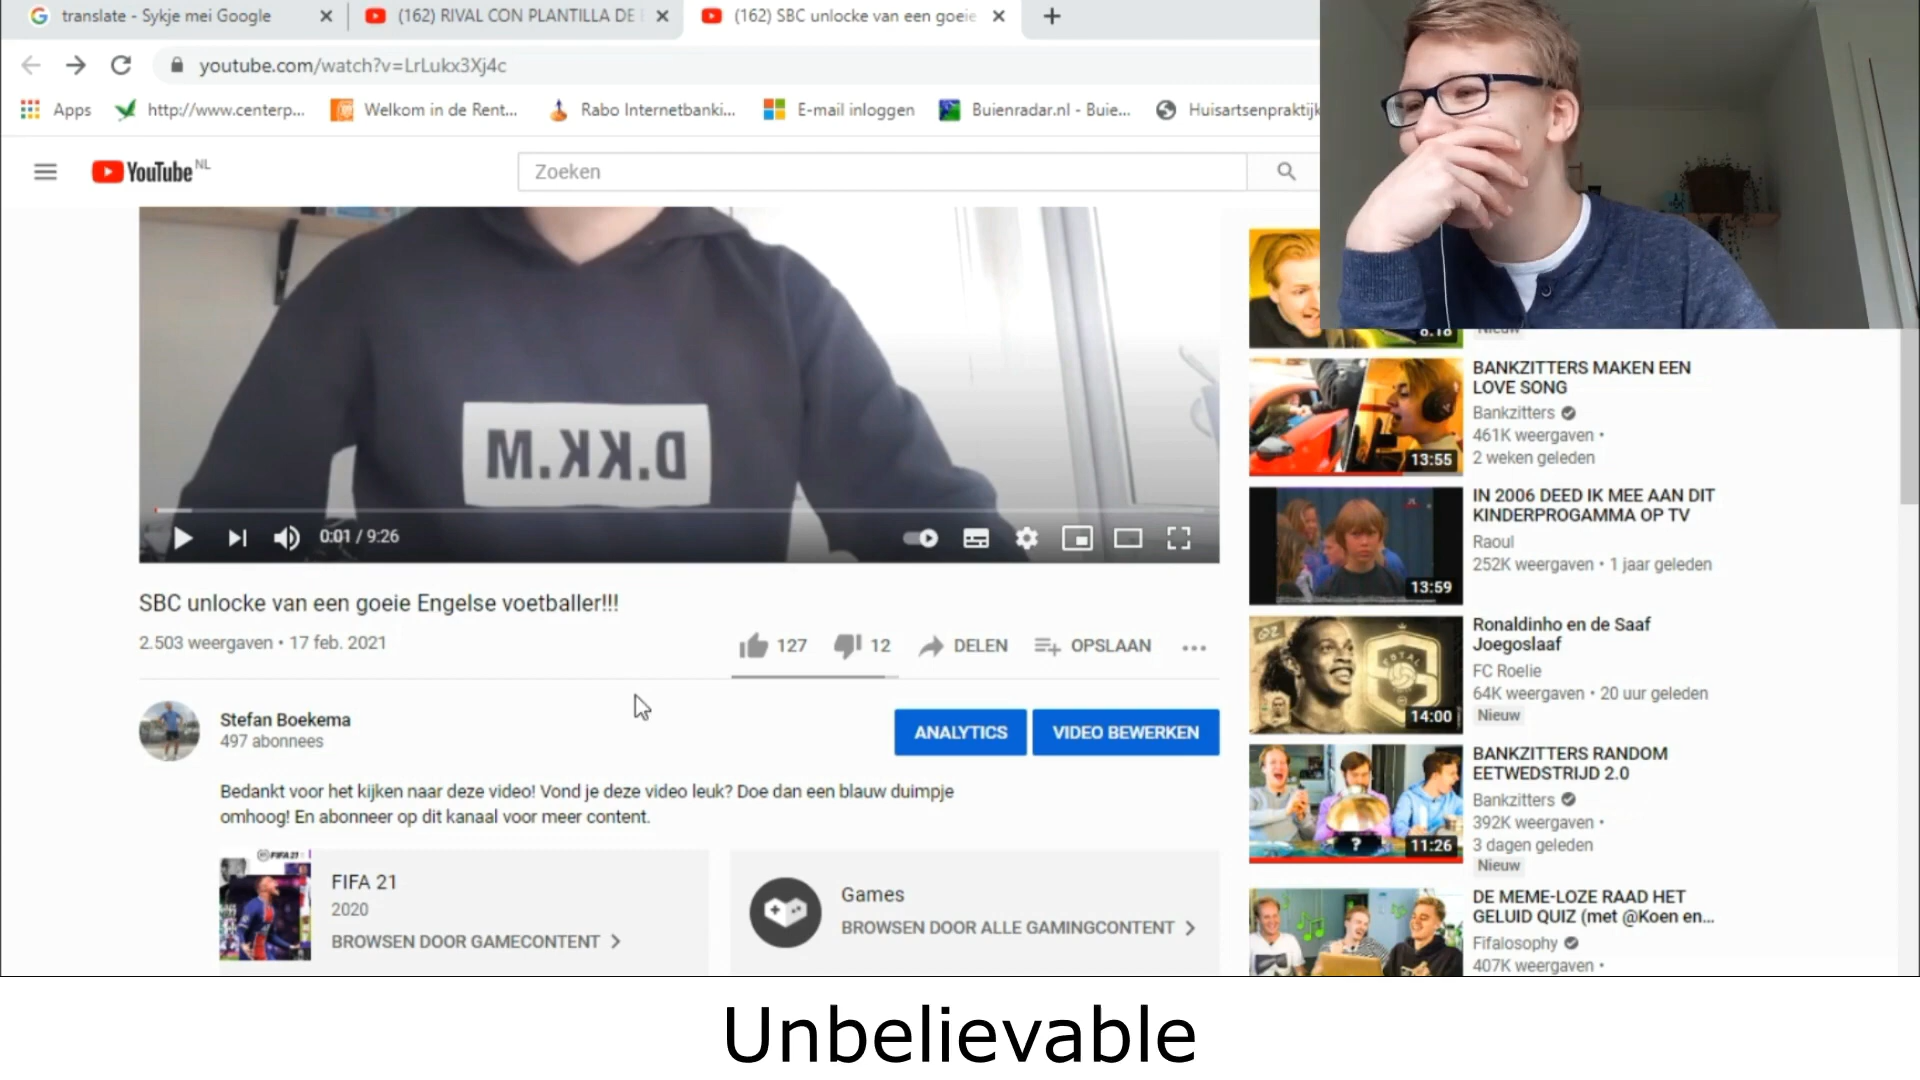 translate - Sykje mei Google
(162) RIVAL CON PLANTILLA DE
(162) SBC unlocke van een goeie
youtube.com/watch?v=LrLukx3Xj4c
Apps
http://www.centerp...
Welkom in de Rent...
Rabo Internetbanki...
E-mail inloggen
Buienradar.nl - Buie...
Huisartsenpraktijk
YouTube NL
Zoeken
D.KK.M
0:01 / 9:26
SBC unlocke van een goeie Engelse voetballer!!!
2.503 weergaven • 17 feb. 2021
127
12
DELEN
OPSLAAN
Stefan Boekema
497 abonnees
ANALYTICS
VIDEO BEWERKEN
Bedankt voor het kijken naar deze video! Vond je deze video leuk? Doe dan een blauw duimpje
omhoog! En abonneer op dit kanaal voor meer content.
FIFA 21
FIFA 21
2020
BROWSEN DOOR GAMECONTENT
Games
BROWSEN DOOR ALLE GAMINGCONTENT
8:18
Nieuw
BANKZITTERS MAKEN EEN
LOVE SONG
Bankzitters
461K weergaven •
2 weken geleden
13:55
IN 2006 DEED IK MEE AAN DIT
KINDERPROGAMMA OP TV
Raoul
252K weergaven • 1 jaar geleden
13:59
Ronaldinho en de Saaf
Joegoslaaf
FC Roelie
64K weergaven • 20 uur geleden
Nieuw
14:00
BANKZITTERS RANDOM
EETWEDSTRIJD 2.0
Bankzitters
392K weergaven •
3 dagen geleden
Nieuw
?
11:26
DE MEME-LOZE RAAD HET
GELUID QUIZ (met @Koen en...
Fifalosophy
407K weergaven •
Unbelievable